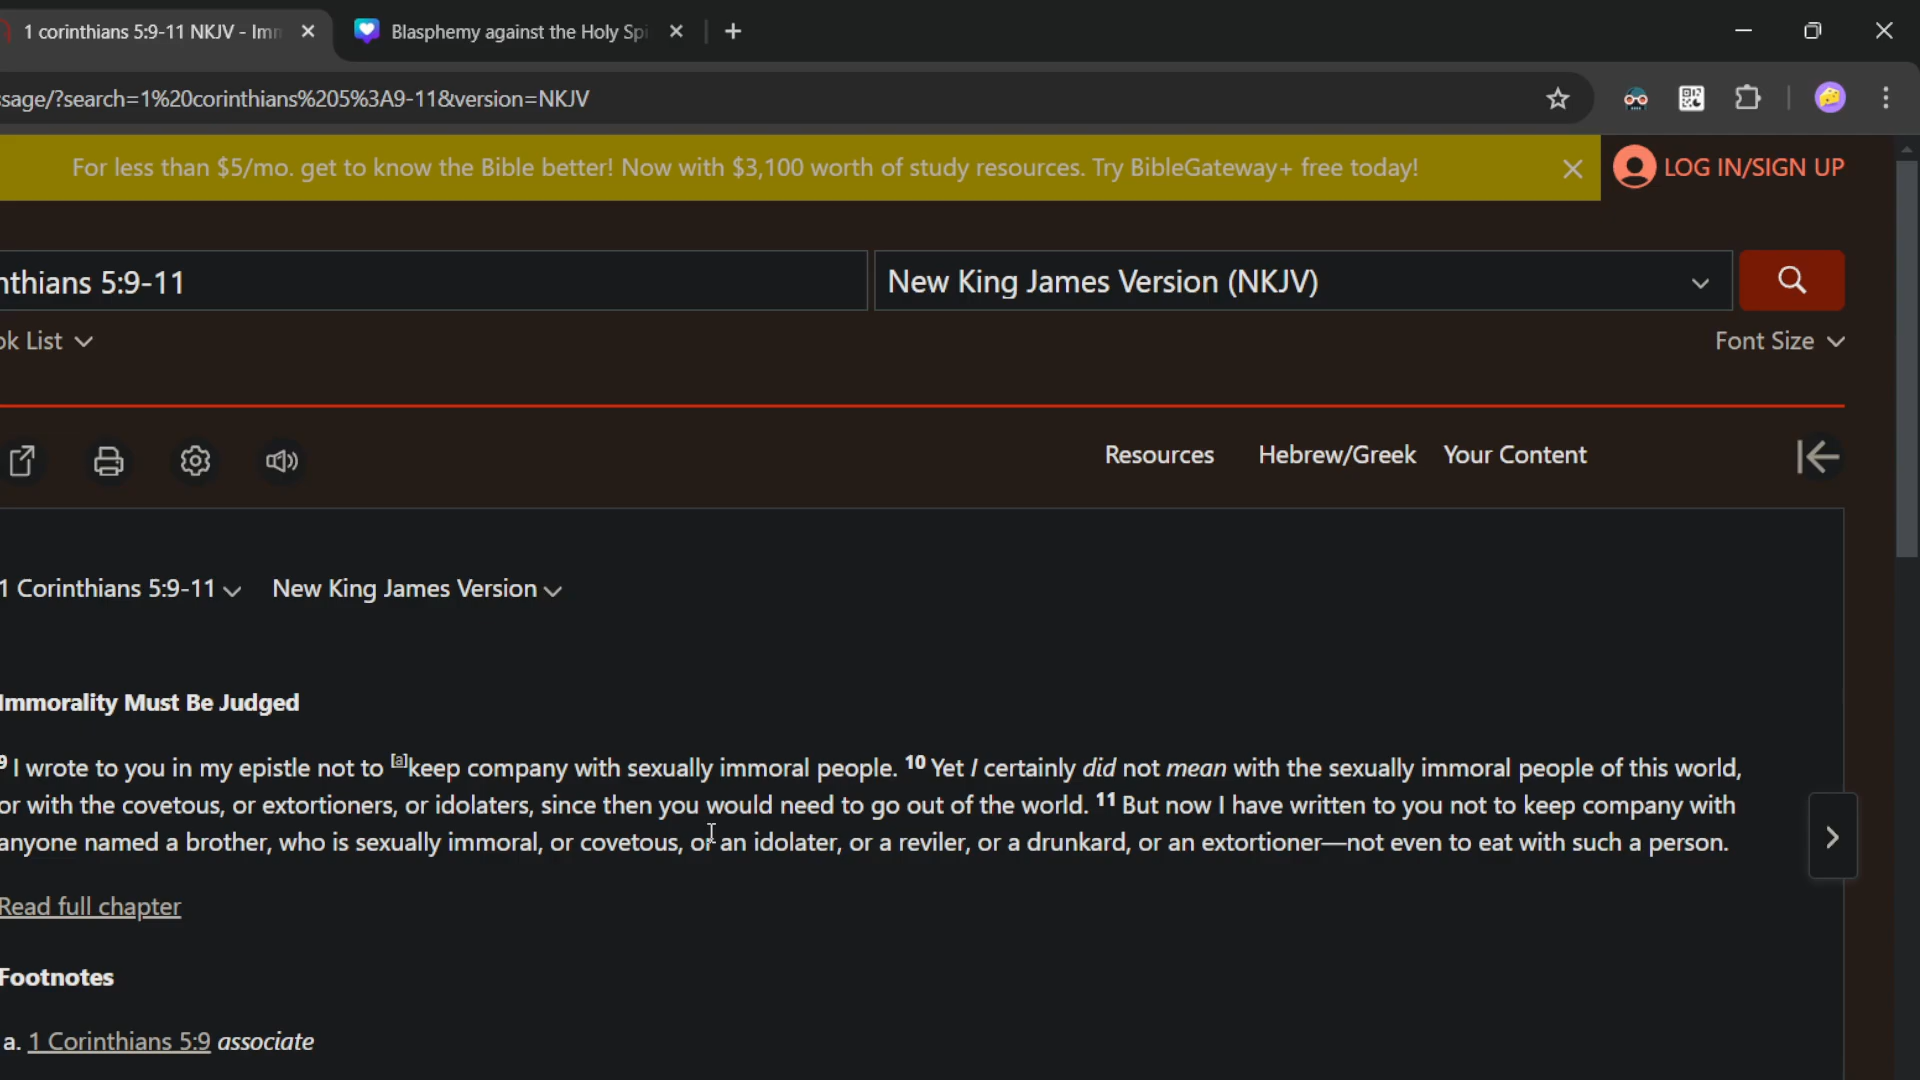 1 corinthians 5:9-11 NKJV - Imm
Blasphemy against the Holy Spi
sage/?search=1%20corinthians%205%3A9-11&version=NKJV
For less than $5/mo. get to know the Bible better! Now with $3,100 worth of study resources. Try BibleGateway+ free today!
LOG IN/SIGN UP
nthians 5:9-11
New King James Version (NKJV)
ok List
Font Size
Resources Hebrew/Greek Your Content
1 Corinthians 5:9-11 New King James Version
Immorality Must Be Judged
9 I wrote to you in my epistle not to [a]keep company with sexually immoral people. 10 Yet I certainly did not mean with the sexually immoral people of this world,
or with the covetous, or extortioners, or idolaters, since then you would need to go out of the world. 11 But now I have written to you not to keep company with
anyone named a brother, who is sexually immoral, or covetous, or an idolater, or a reviler, or a drunkard, or an extortioner—not even to eat with such a person.
Read full chapter
Footnotes
a. 1 Corinthians 5:9 associate